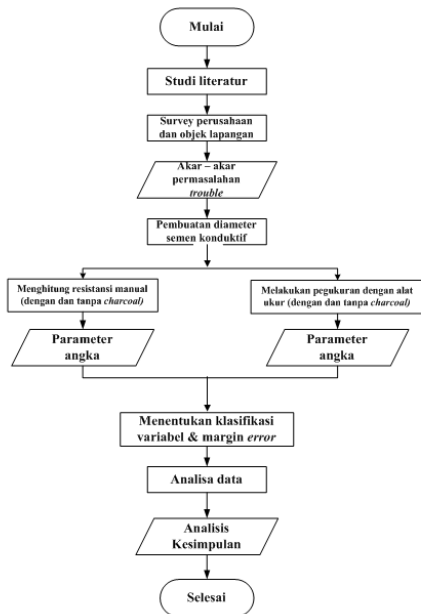 Mulai
Studi literatur
Survey perusahaan
dan objek lapangan
Akar – akar
permasalahan
trouble
Pembuatan diameter
semen konduktif
Menghitung resistansi manual
(dengan dan tanpa charcoal)
Melakukan pegukuran dengan alat
ukur (dengan dan tanpa charcoal)
Parameter
angka
Parameter
angka
Menentukan klasifikasi
variabel & margin error
Analisa data
Analisis
Kesimpulan
Selesai